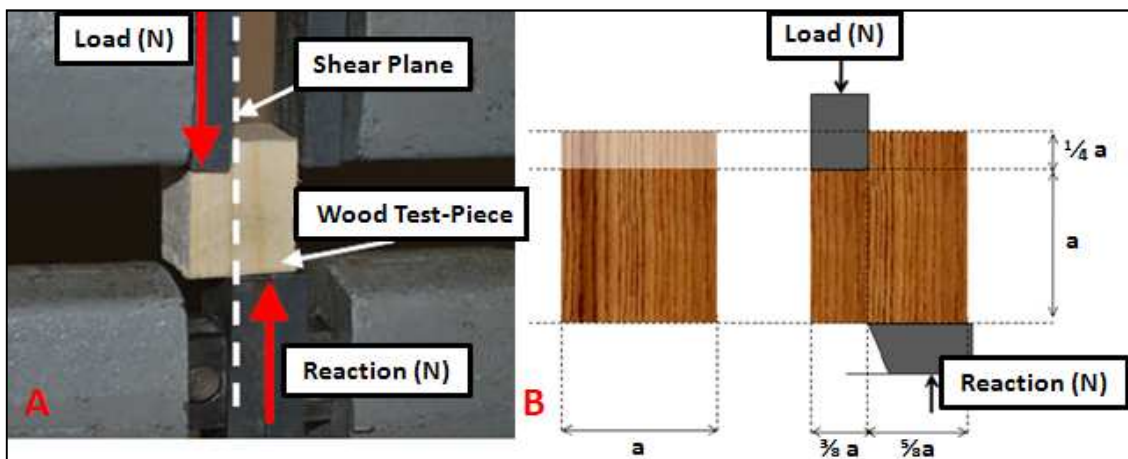 Load (N)
Shear Plane
Wood Test-Piece
Reaction (N)
A
Load (N)
¼ a
a
Reaction (N)
B
a
⅜ a
⅝a